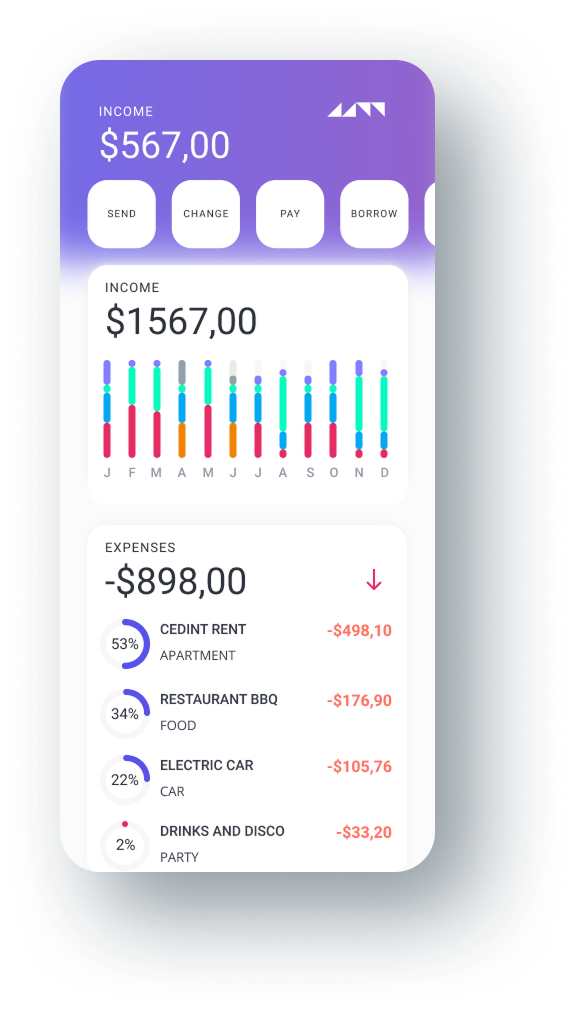 INCOME
$567,00
SEND CHANGE PAY BORROW
INCOME
$1567,00
J F M A M J J A S O N D
EXPENSES
-$898,00
53% CEDINT RENT -$498,10
APARTMENT
34% RESTAURANT BBQ -$176,90
FOOD
22% ELECTRIC CAR -$105,76
CAR
2% DRINKS AND DISCO -$33,20
PARTY